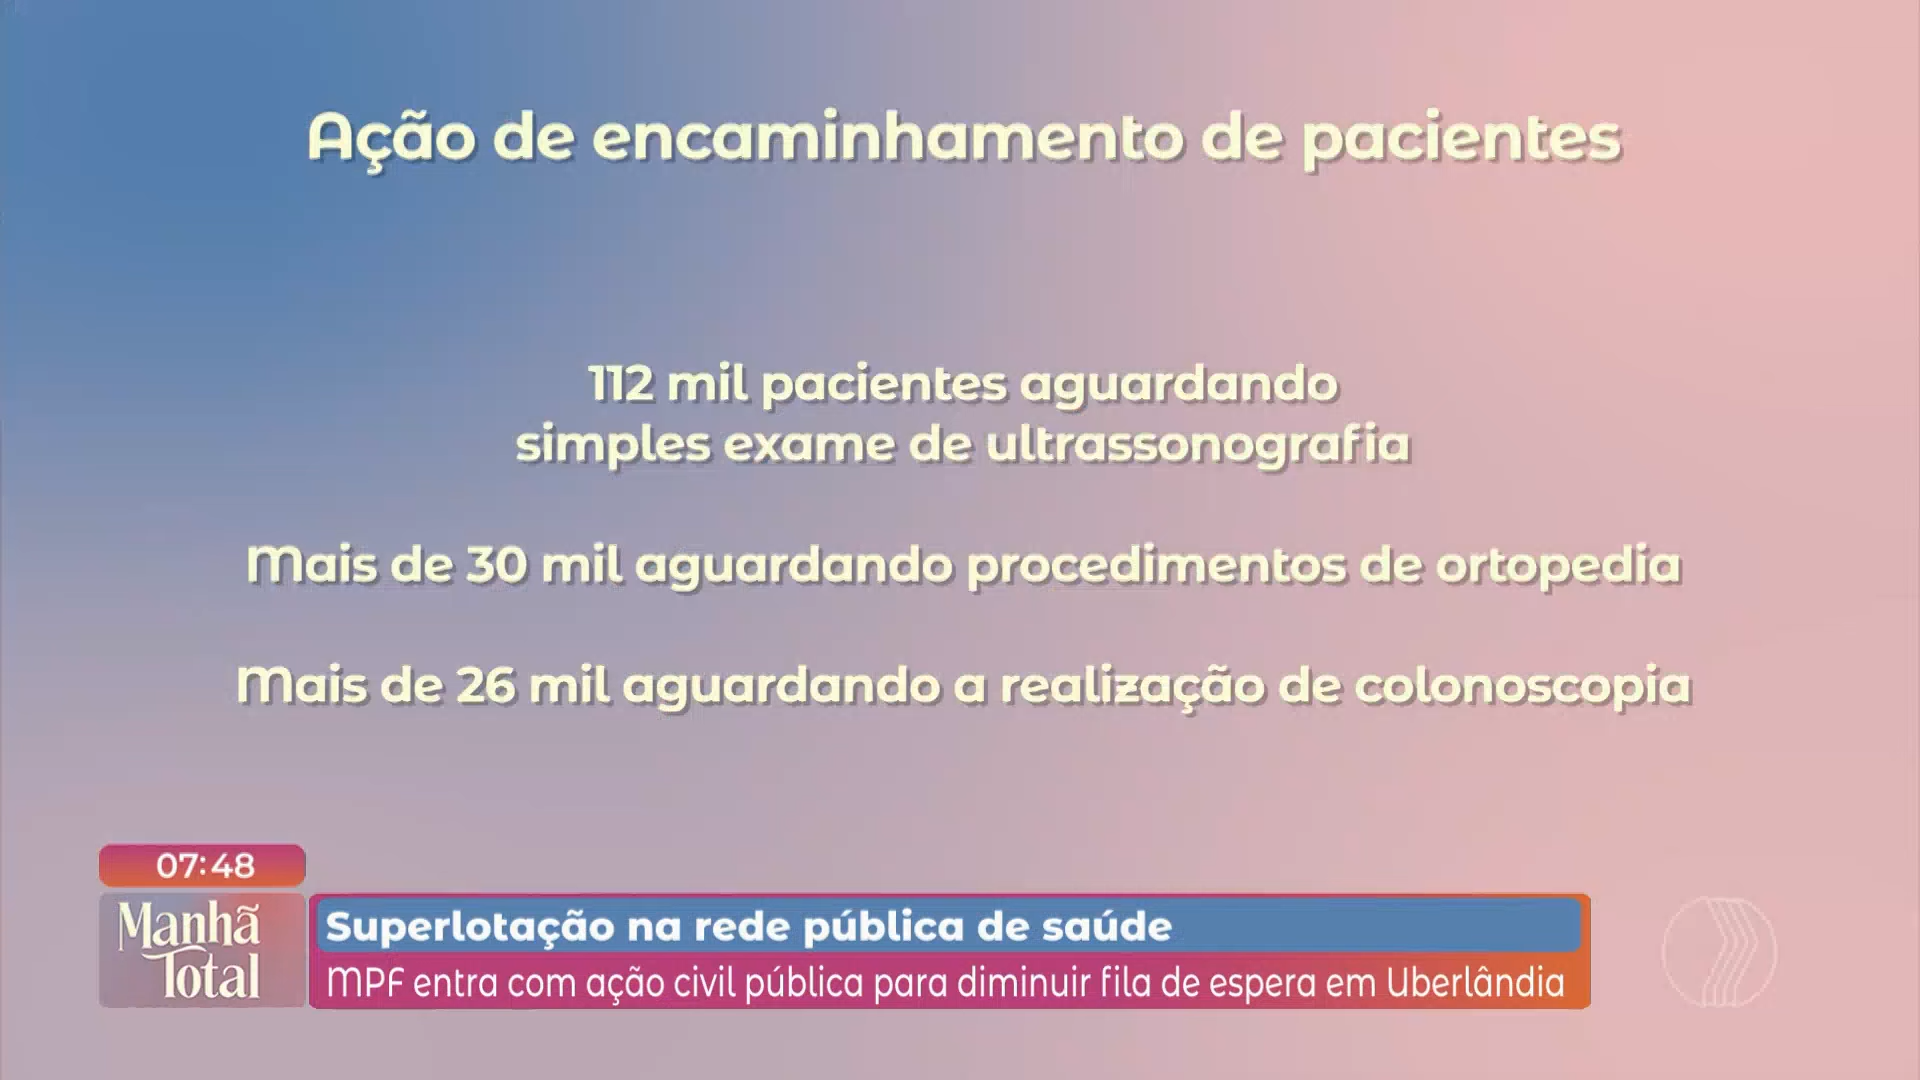 Ação de encaminhamento de pacientes
112 mil pacientes aguardando
simples exame de ultrassonografia
Mais de 30 mil aguardando procedimentos de ortopedia
Mais de 26 mil aguardando a realização de colonoscopia
07:48
Manhã
Total
Superlotação na rede pública de saúde
MPF entra com ação civil pública para diminuir fila de espera em Uberlândia